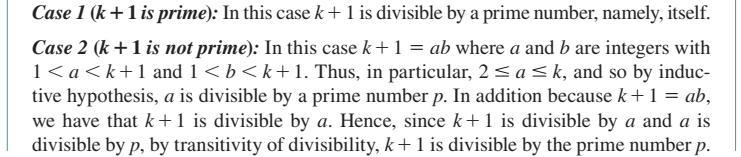 Case 1 (k + 1 is prime): In this case k + 1 is divisible by a prime number, namely, itself.
Case 2 (k + 1 is not prime): In this case k + 1 = ab where a and b are integers with
1 < a < k + 1 and 1 < b < k + 1. Thus, in particular, 2 ≤ a ≤ k, and so by induc-
tive hypothesis, a is divisible by a prime number p. In addition because k + 1 = ab,
we have that k + 1 is divisible by a. Hence, since k + 1 is divisible by a and a is
divisible by p, by transitivity of divisibility, k + 1 is divisible by the prime number p.